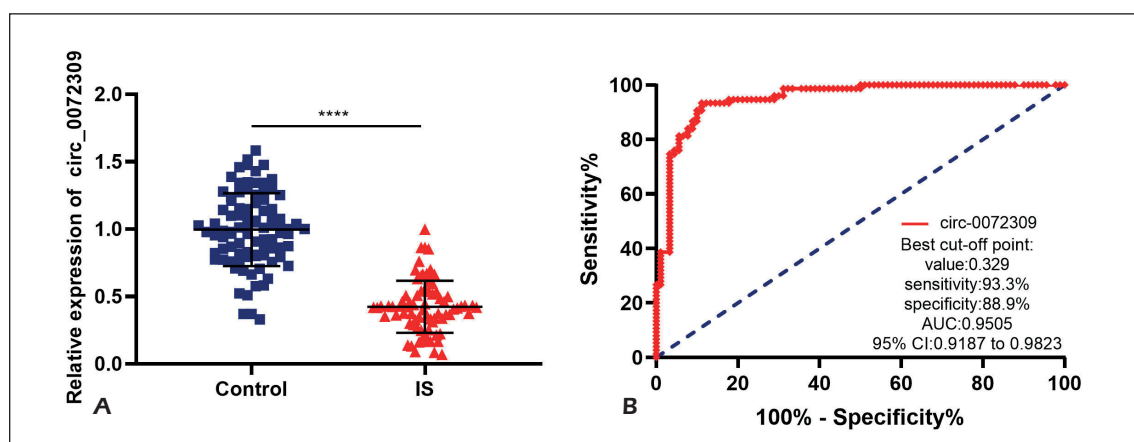 Relative expression of circ_0072309
2.0
1.5
1.0
0.5
0.0
****
Control
IS
A
Sensitivity%
100
80
60
40
20
0
circ-0072309
Best cut-off point:
value:0.329
sensitivity:93.3%
specificity:88.9%
AUC:0.9505
95% CI:0.9187 to 0.9823
0
20
40
60
80
100
100% - Specificity%
B